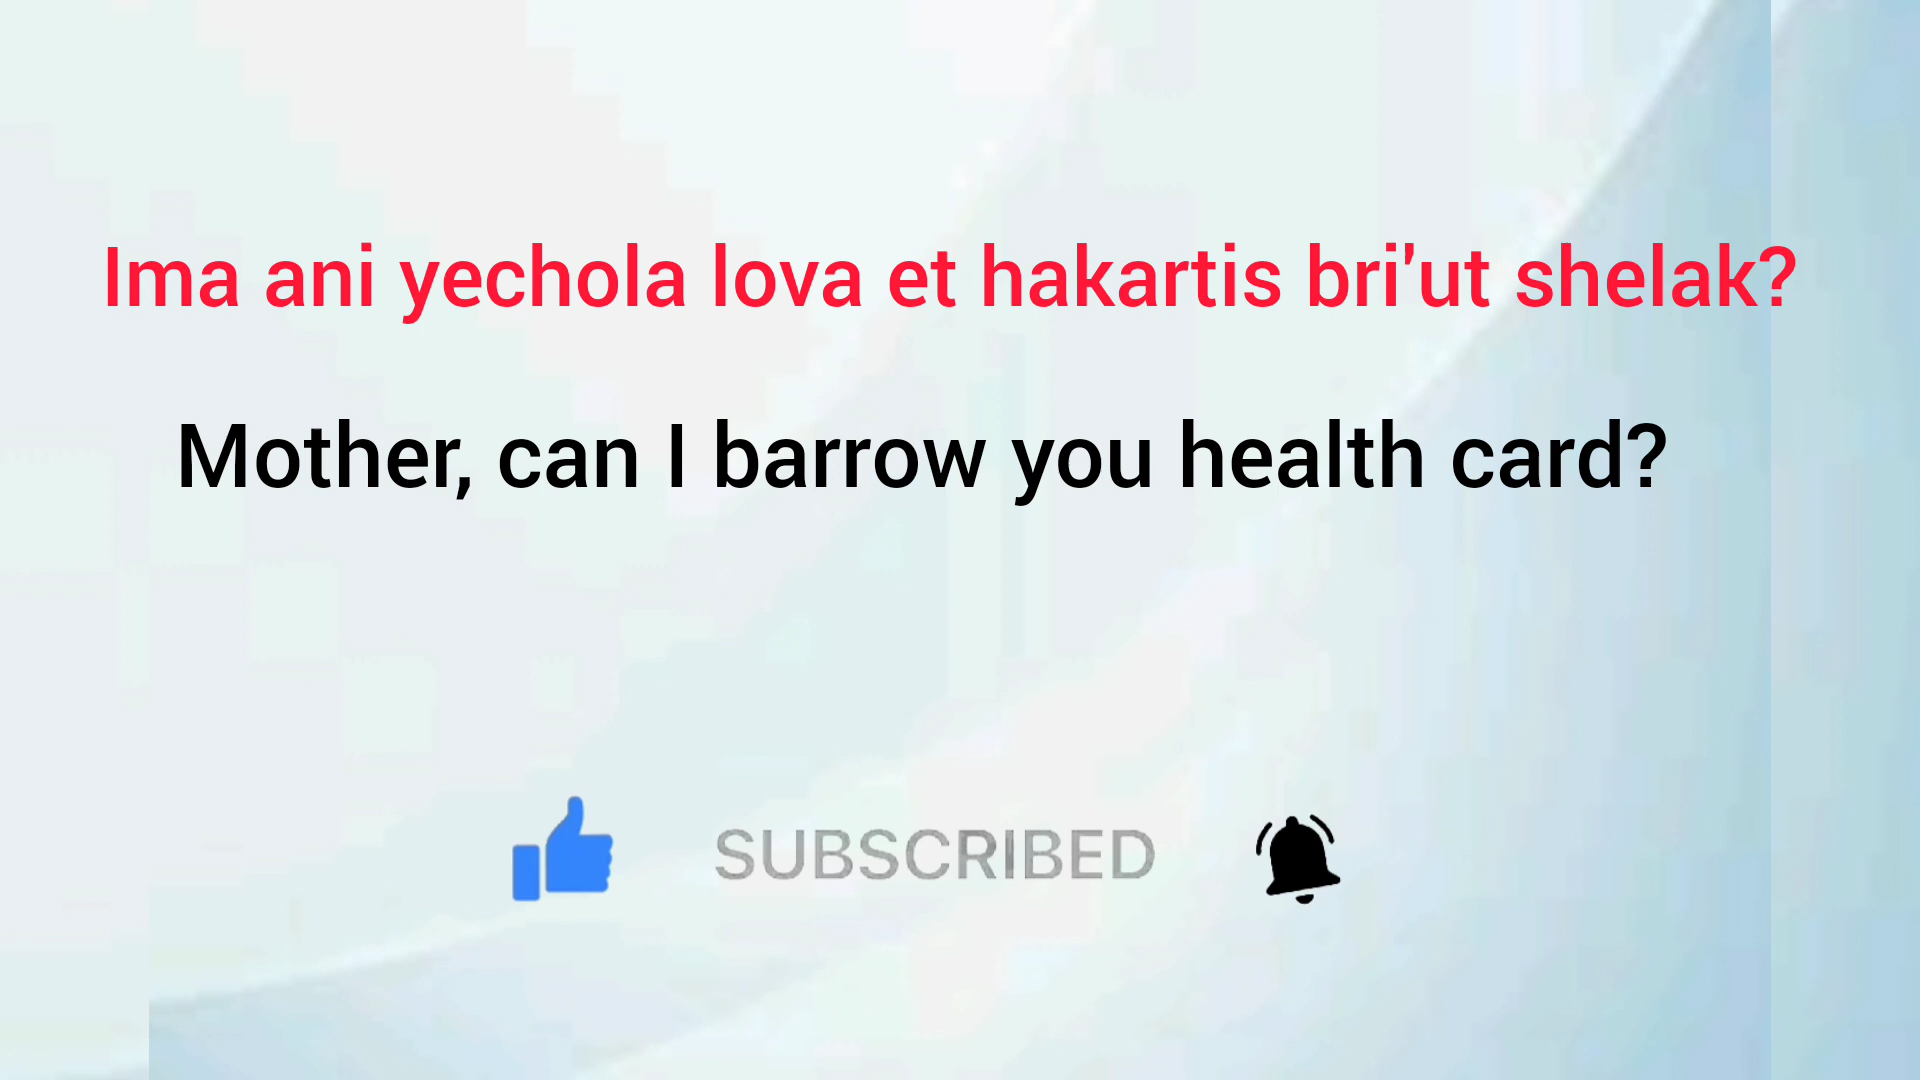 Ima ani yechola lova et hakartis bri'ut shelak?
Mother, can I barrow you health card?
SUBSCRIBED